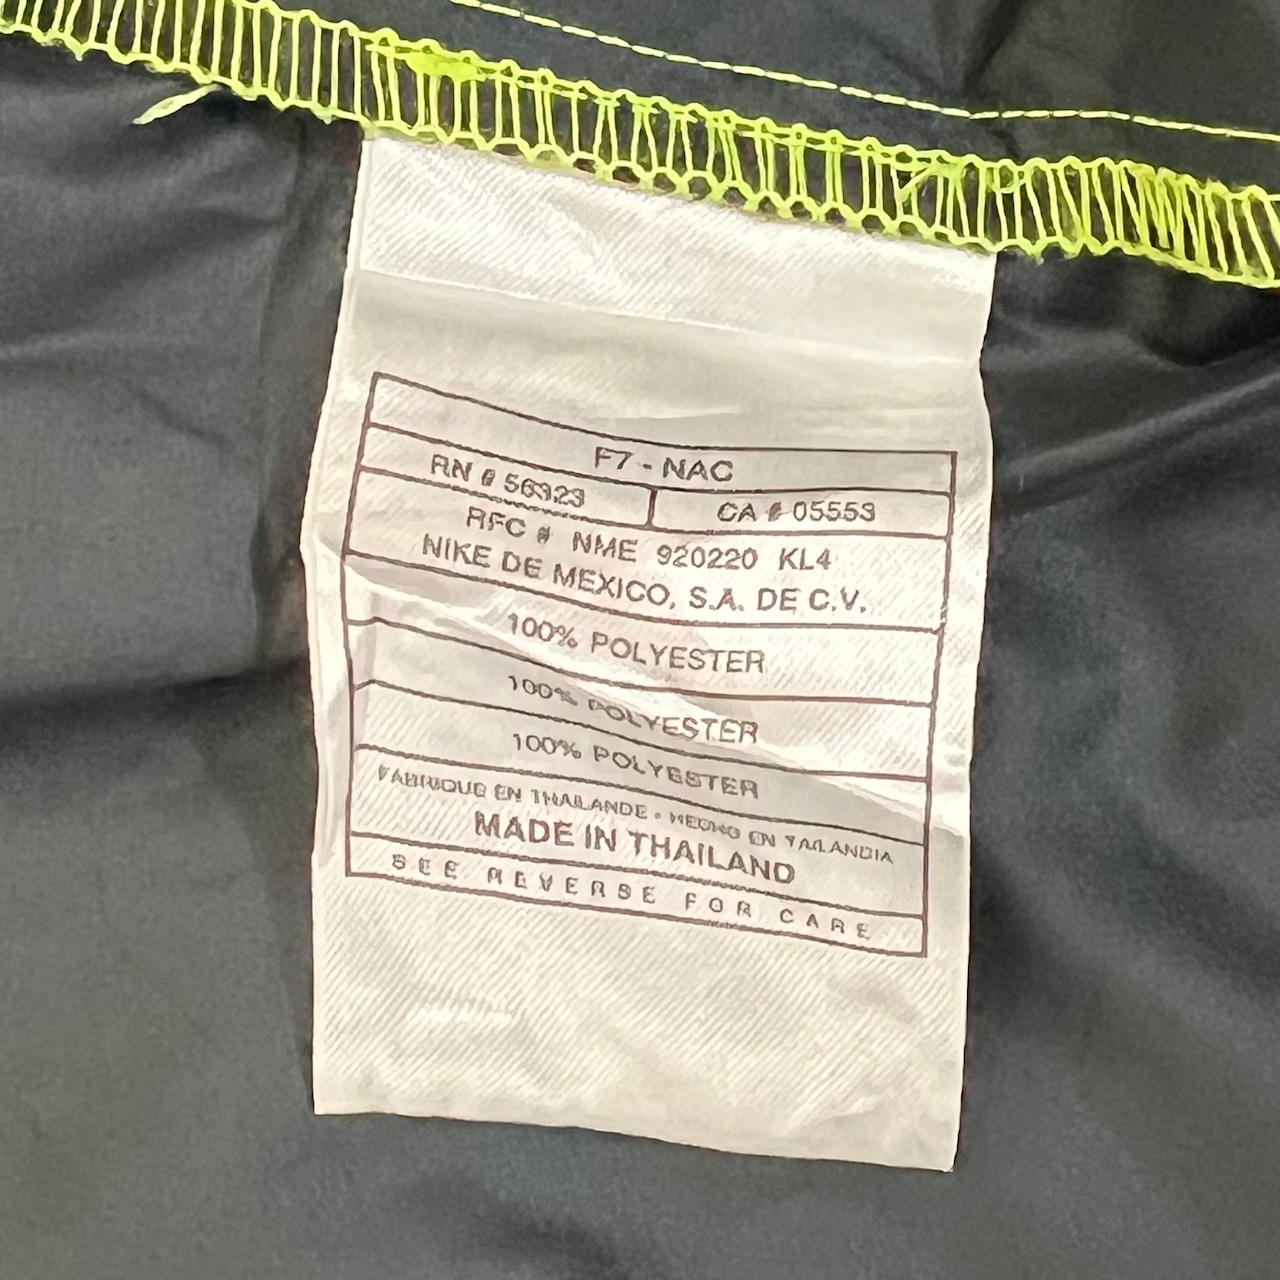 F7 - NAC
RN # 56323 CA # 05553
RFC # NME 920220 KL4
NIKE DE MEXICO, S.A. DE C.V.
100% POLYESTER
100% POLYESTER
100% POLYESTER
FABRIQUE EN THAILANDE • HECHO EN TAILANDIA
MADE IN THAILAND
SEE REVERSE FOR CARE